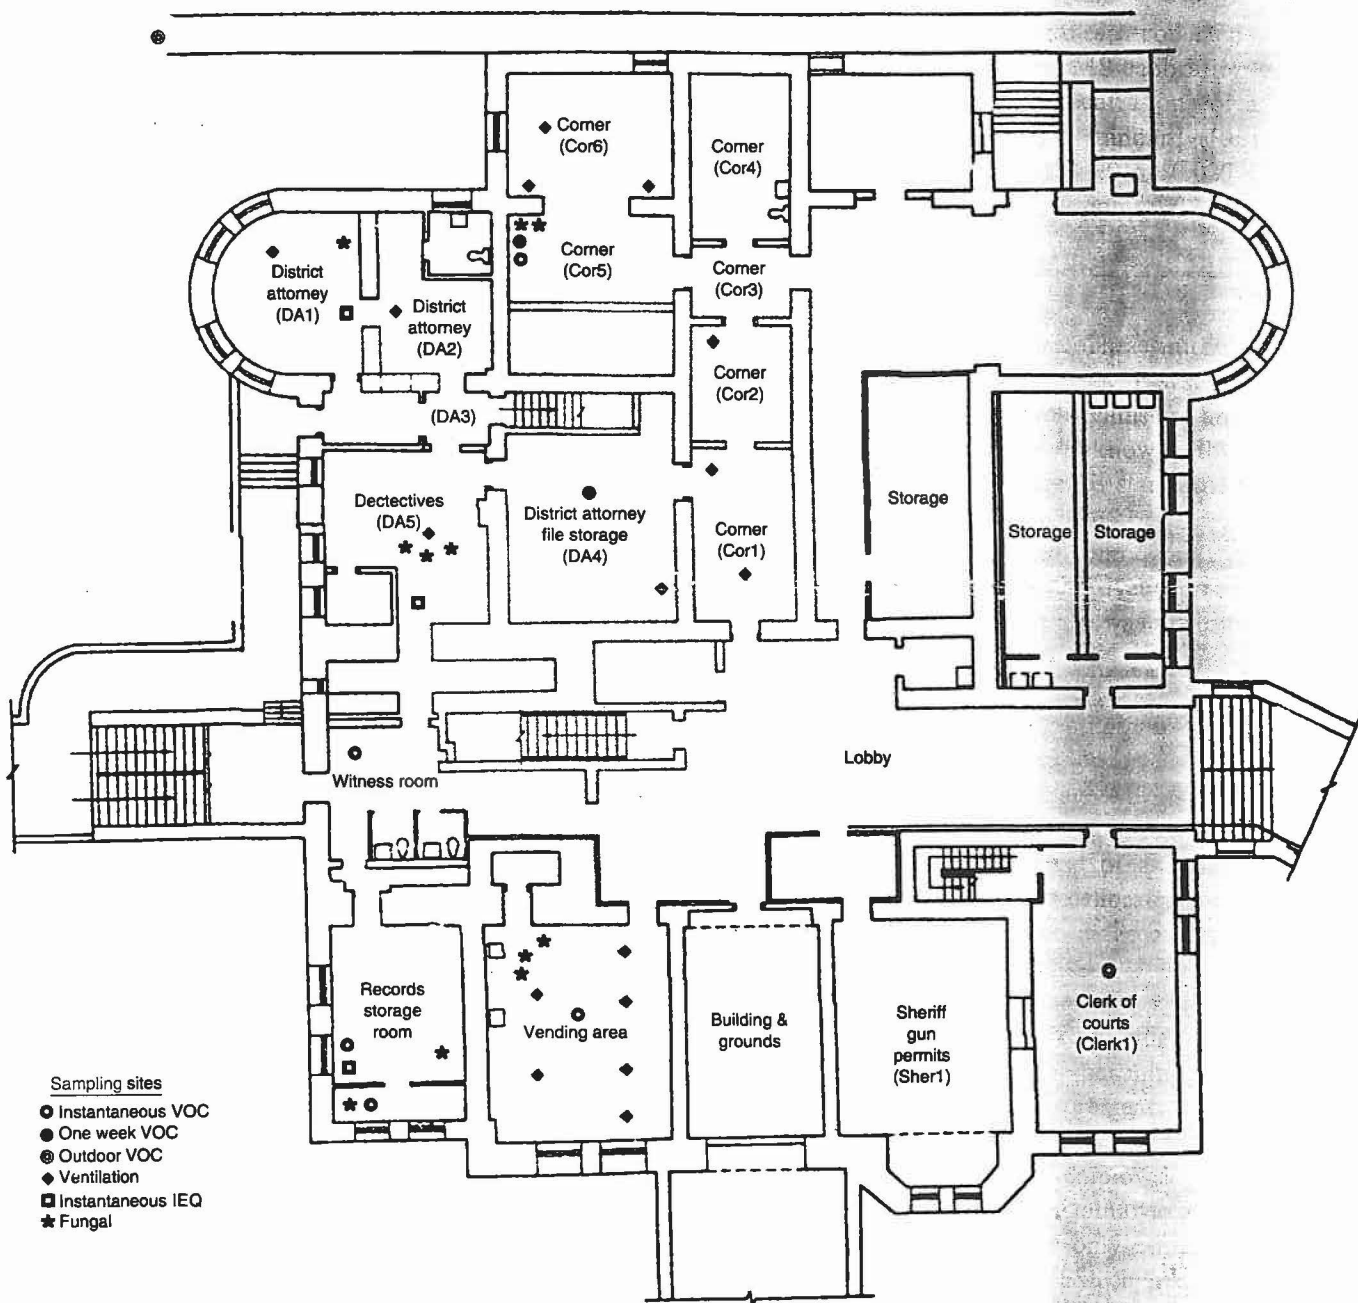 Corner
(Cor6)
Corner
(Cor4)
Corner
(Cor5)
Corner
(Cor3)
District
attorney
(DA1)
District
attorney
(DA2)
Corner
(Cor2)
(DA3)
Dectectives
(DA5)
District attorney
file storage
(DA4)
Corner
(Cor1)
Storage
Storage
Storage
Witness room
Lobby
Records
storage
room
Vending area
Building &
grounds
Sheriff
gun
permits
(Sher1)
Clerk of
courts
(Clerk1)
Sampling sites
Instantaneous VOC
One week VOC
Outdoor VOC
Ventilation
Instantaneous IEQ
Fungal